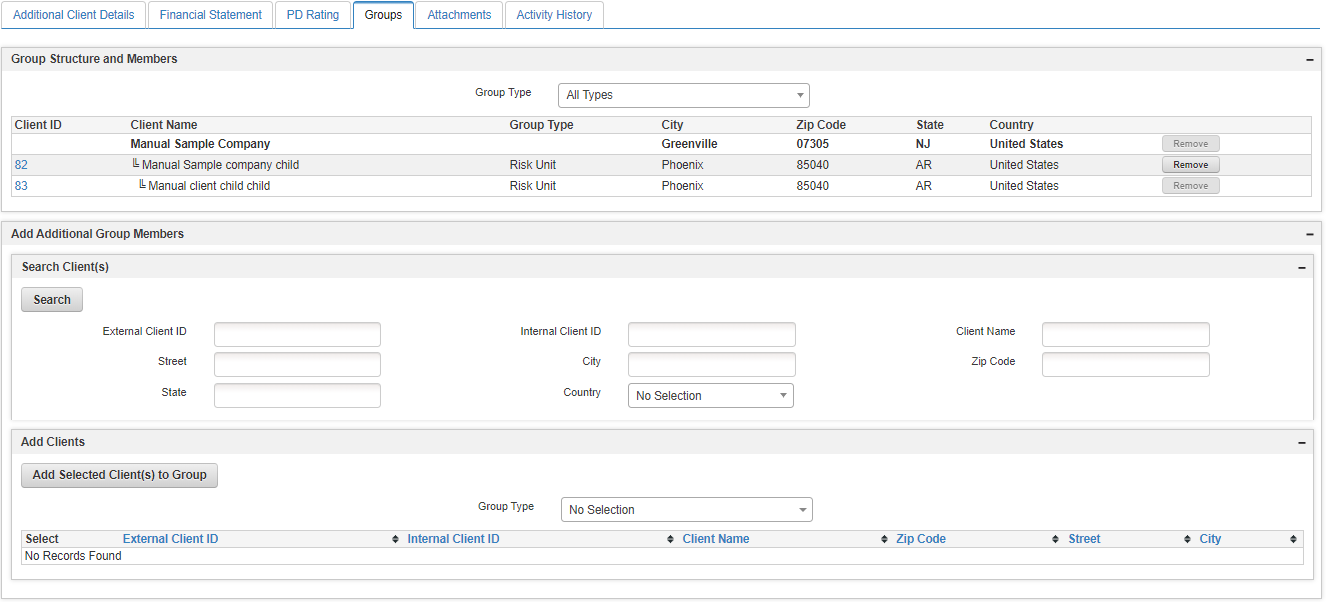 Additional Client Details Financial Statement PD Rating Groups Attachments Activity History
Group Structure and Members
Group Type All Types
Client ID Client Name Group Type City Zip Code State Country
Manual Sample Company Greenville 07305 NJ United States Remove
82 Manual Sample company child Risk Unit Phoenix 85040 AR United States Remove
83 Manual client child child Risk Unit Phoenix 85040 AR United States Remove
Add Additional Group Members
Search Client(s)
Search
External Client ID Internal Client ID Client Name
Street City Zip Code
State Country No Selection
Add Clients
Add Selected Client(s) to Group
Group Type No Selection
Select External Client ID Internal Client ID Client Name Zip Code Street City
No Records Found